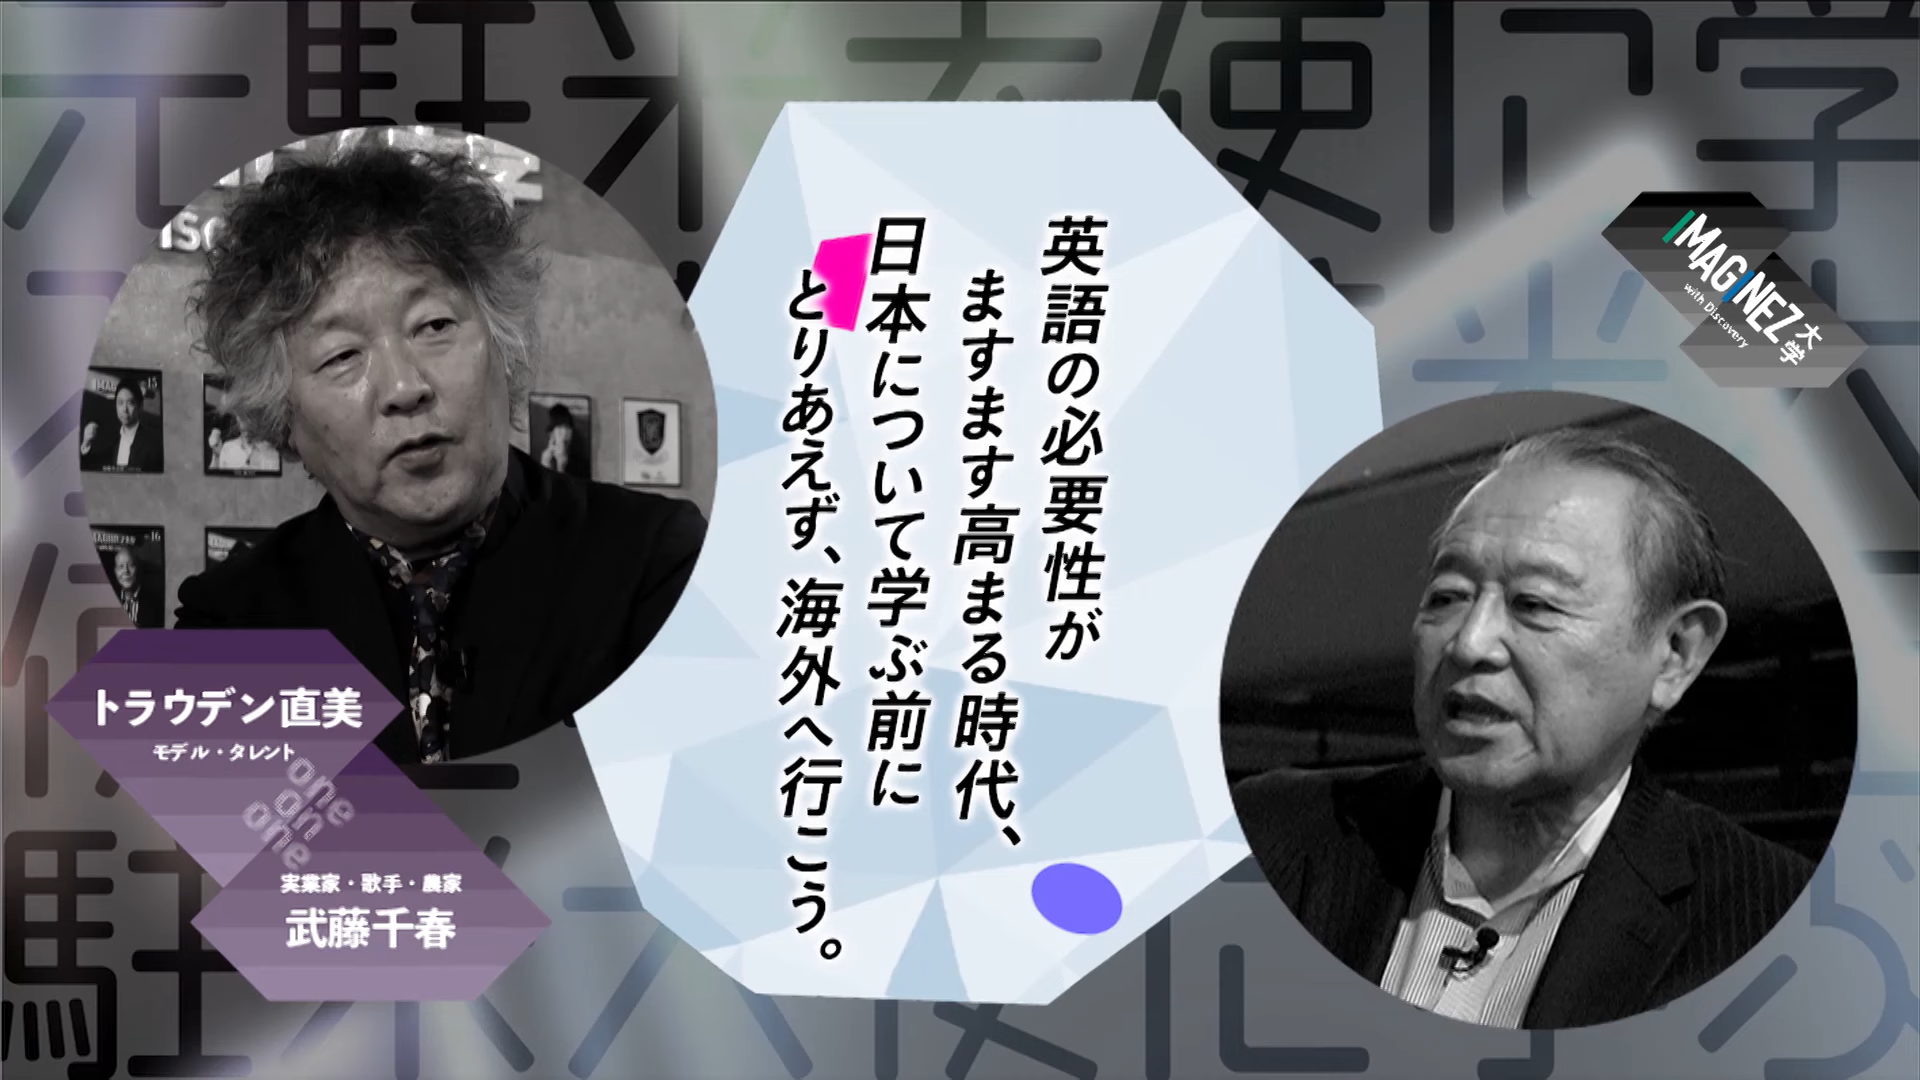 英語の必要性が
ますます高まる時代、
日本について学ぶ前に
とりあえず、海外へ行こう。
IMAGINEZ大学
with Discovery
トラウデン直美
モデル・タレント
one
on
one
実業家・歌手・農家
武藤千春